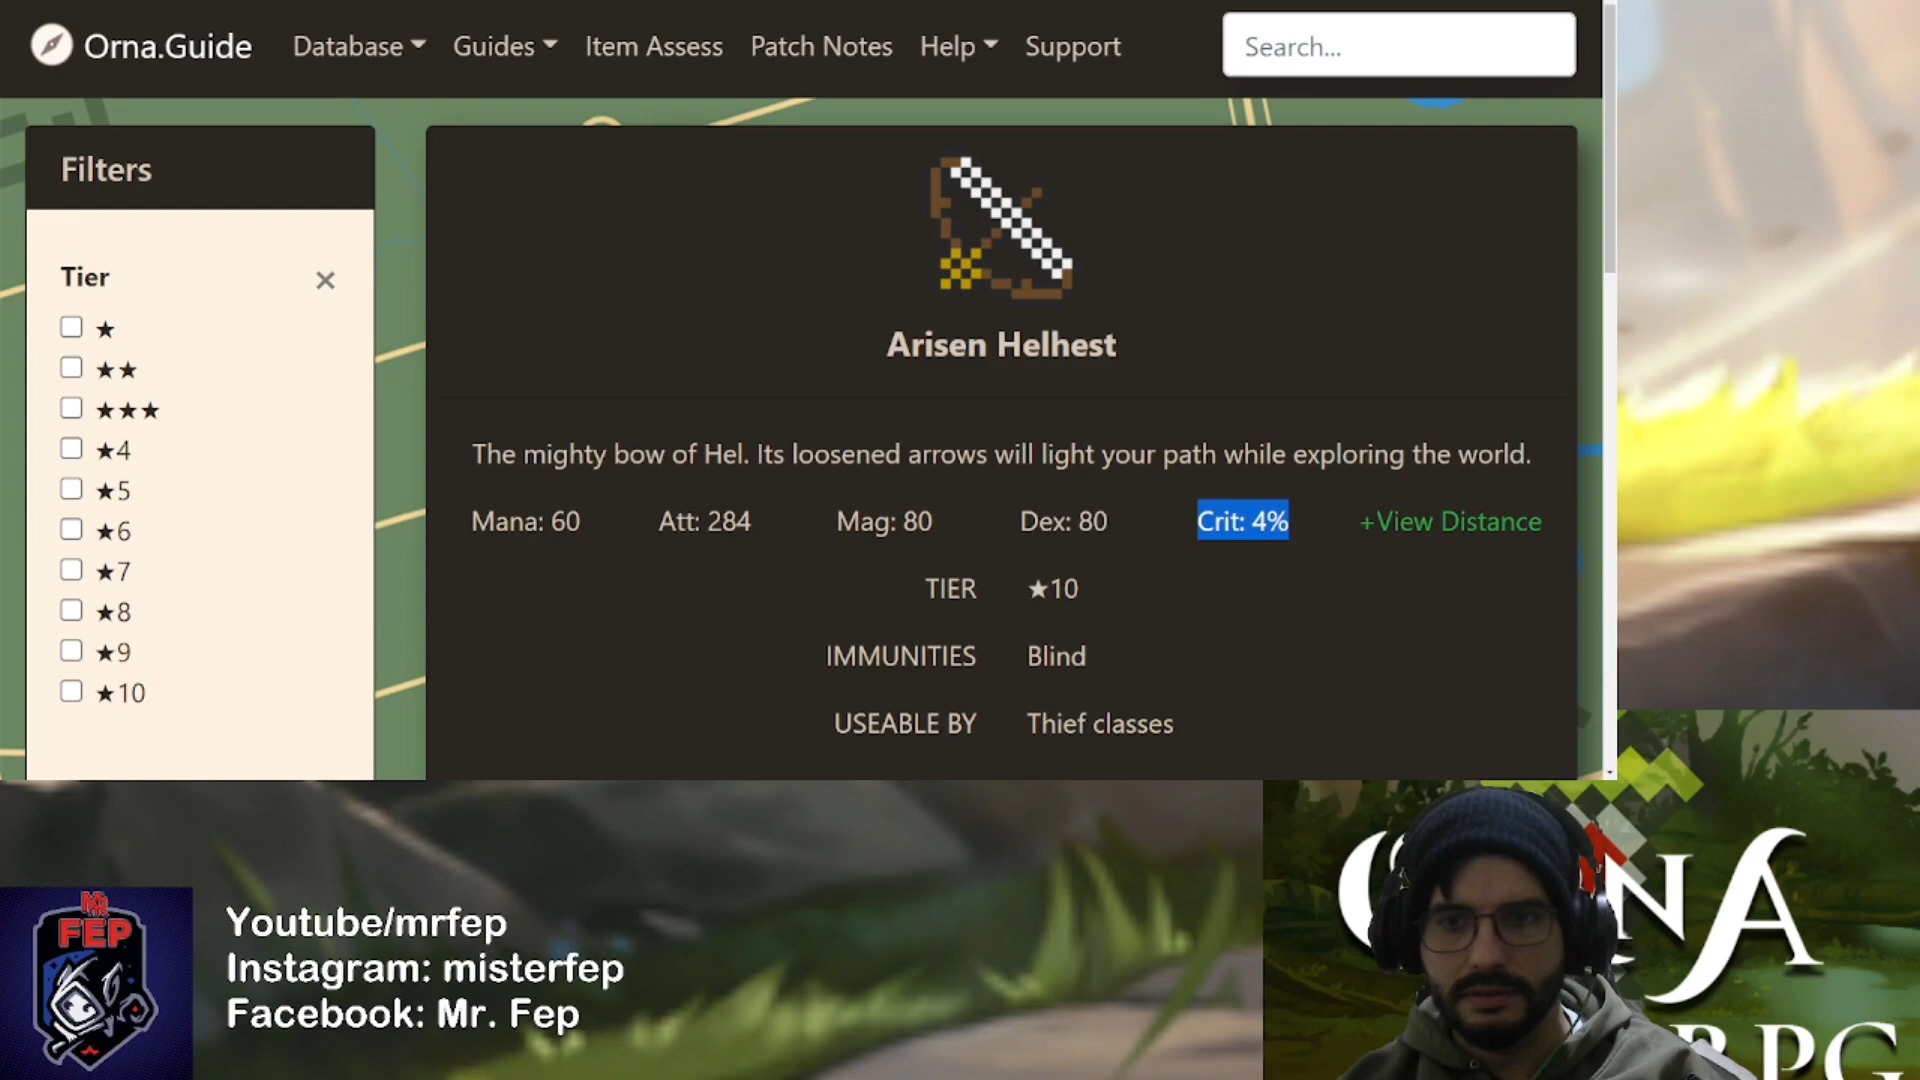 Orna.Guide Database Guides Item Assess Patch Notes Help Support Search...
Filters
Tier ×
★
★★
★★★
★4
★5
★6
★7
★8
★9
★10
Arisen Helhest
The mighty bow of Hel. Its loosened arrows will light your path while exploring the world.
Mana: 60 Att: 284 Mag: 80 Dex: 80 Crit: 4% +View Distance
TIER ★10
IMMUNITIES Blind
USEABLE BY Thief classes
MR
FEP
Youtube/mrfep
Instagram: misterfep
Facebook: Mr. Fep
NA
RPG